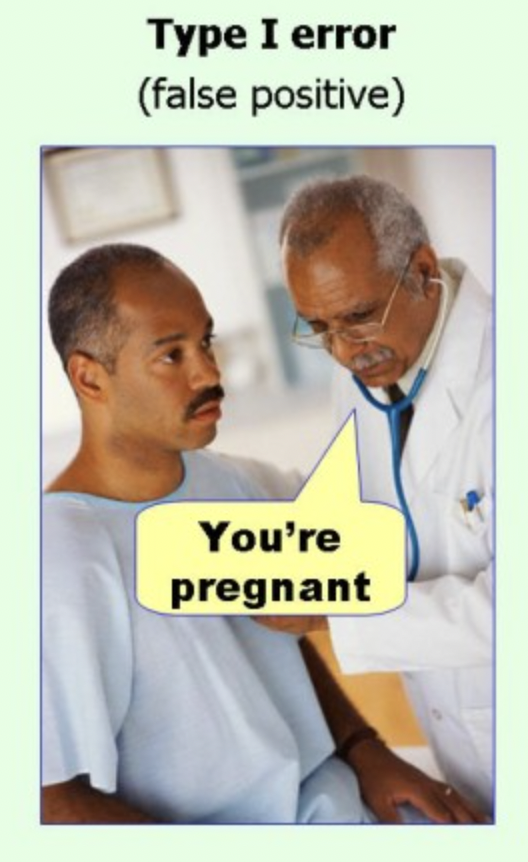 Type I error
(false positive)
You're
pregnant